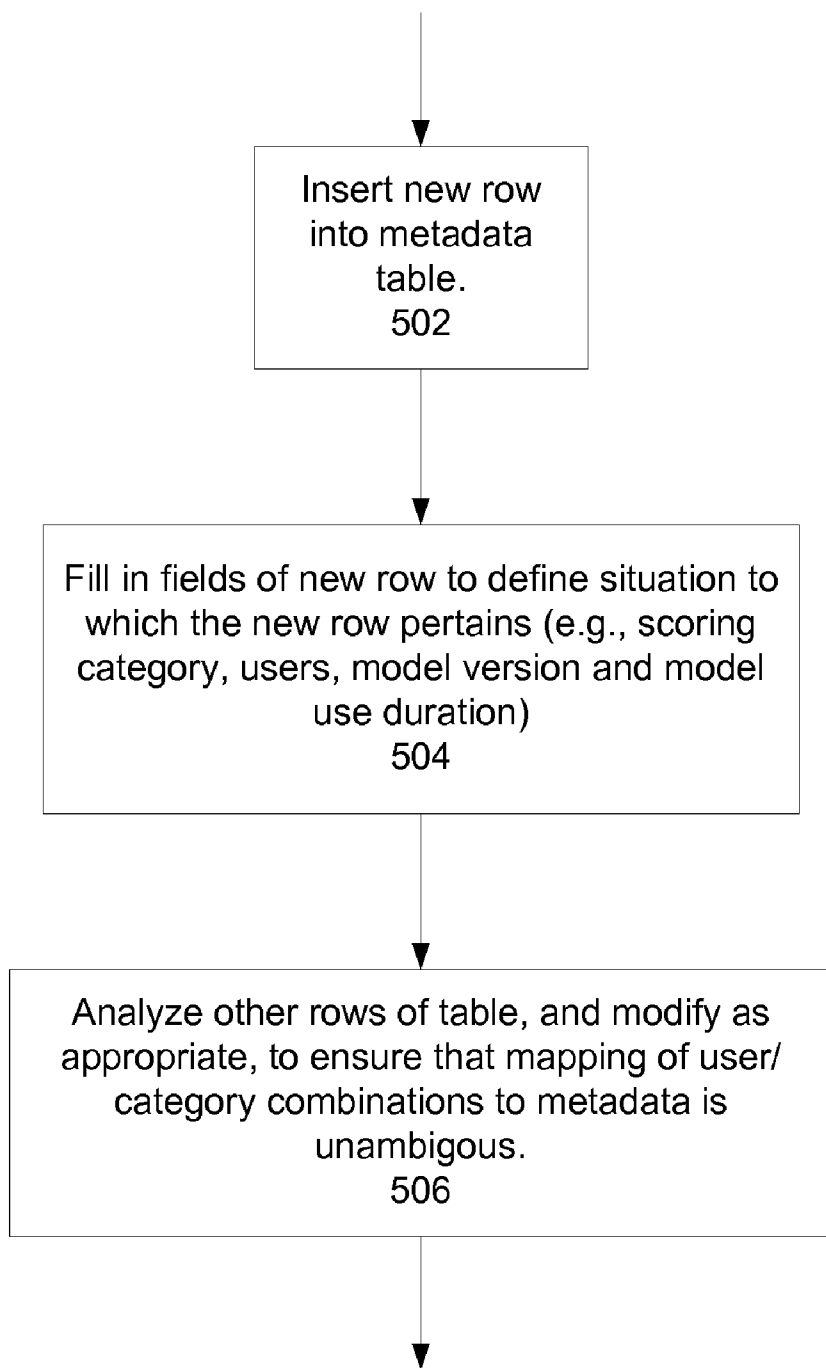 Insert new row
into metadata
table.
502
Fill in fields of new row to define situation to
which the new row pertains (e.g., scoring
category, users, model version and model
use duration)
504
Analyze other rows of table, and modify as
appropriate, to ensure that mapping of user/
category combinations to metadata is
unambigous.
506